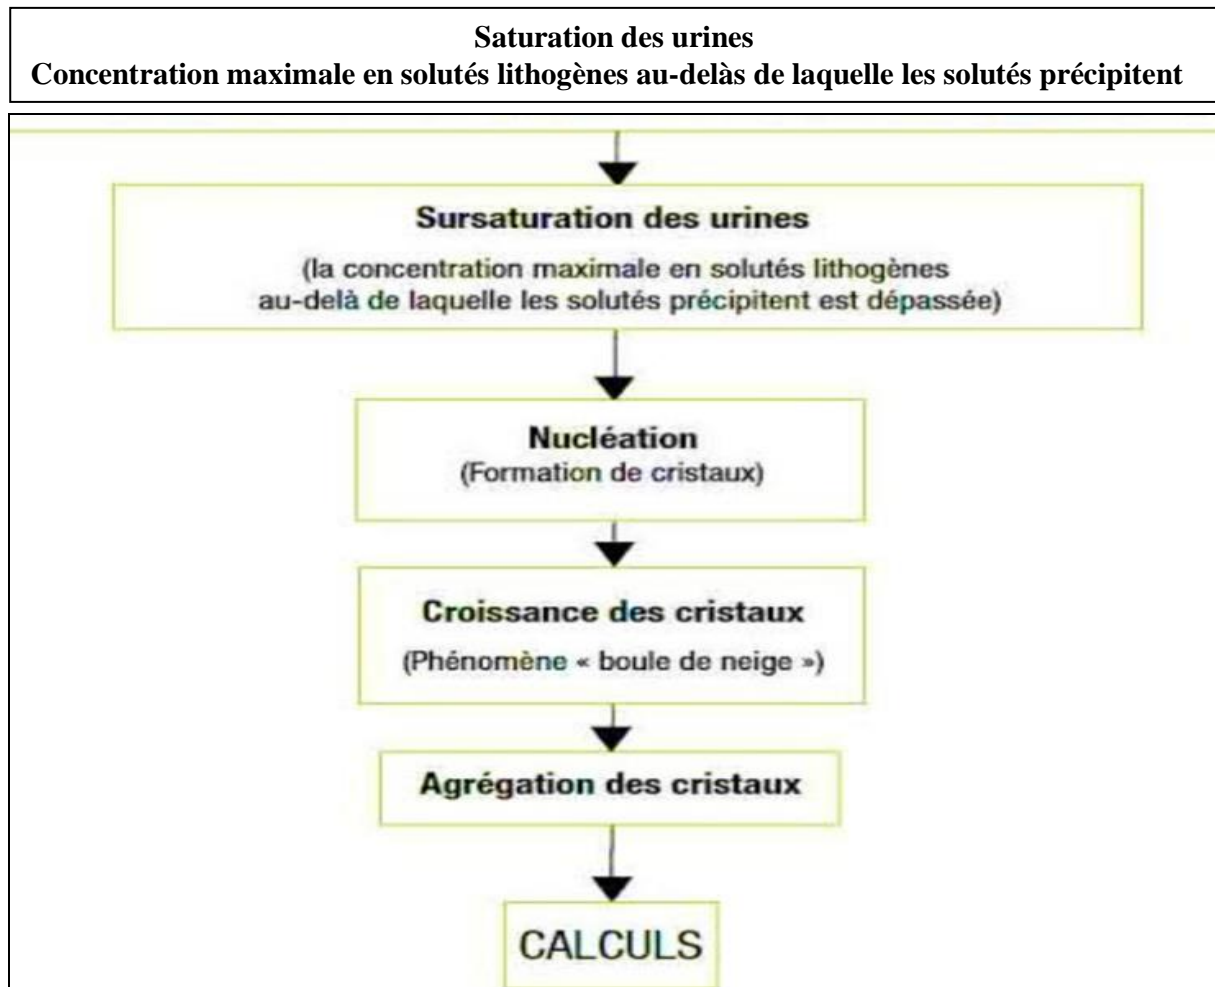 Saturation des urines
Concentration maximale en solutés lithogènes au-delàs de laquelle les solutés précipitent
Sursaturation des urines
(la concentration maximale en solutés lithogènes
au-delà de laquelle les solutés précipitent est dépassée)
Nucléation
(Formation de cristaux)
Croissance des cristaux
(Phénomène « boule de neige »)
Agrégation des cristaux
CALCULS